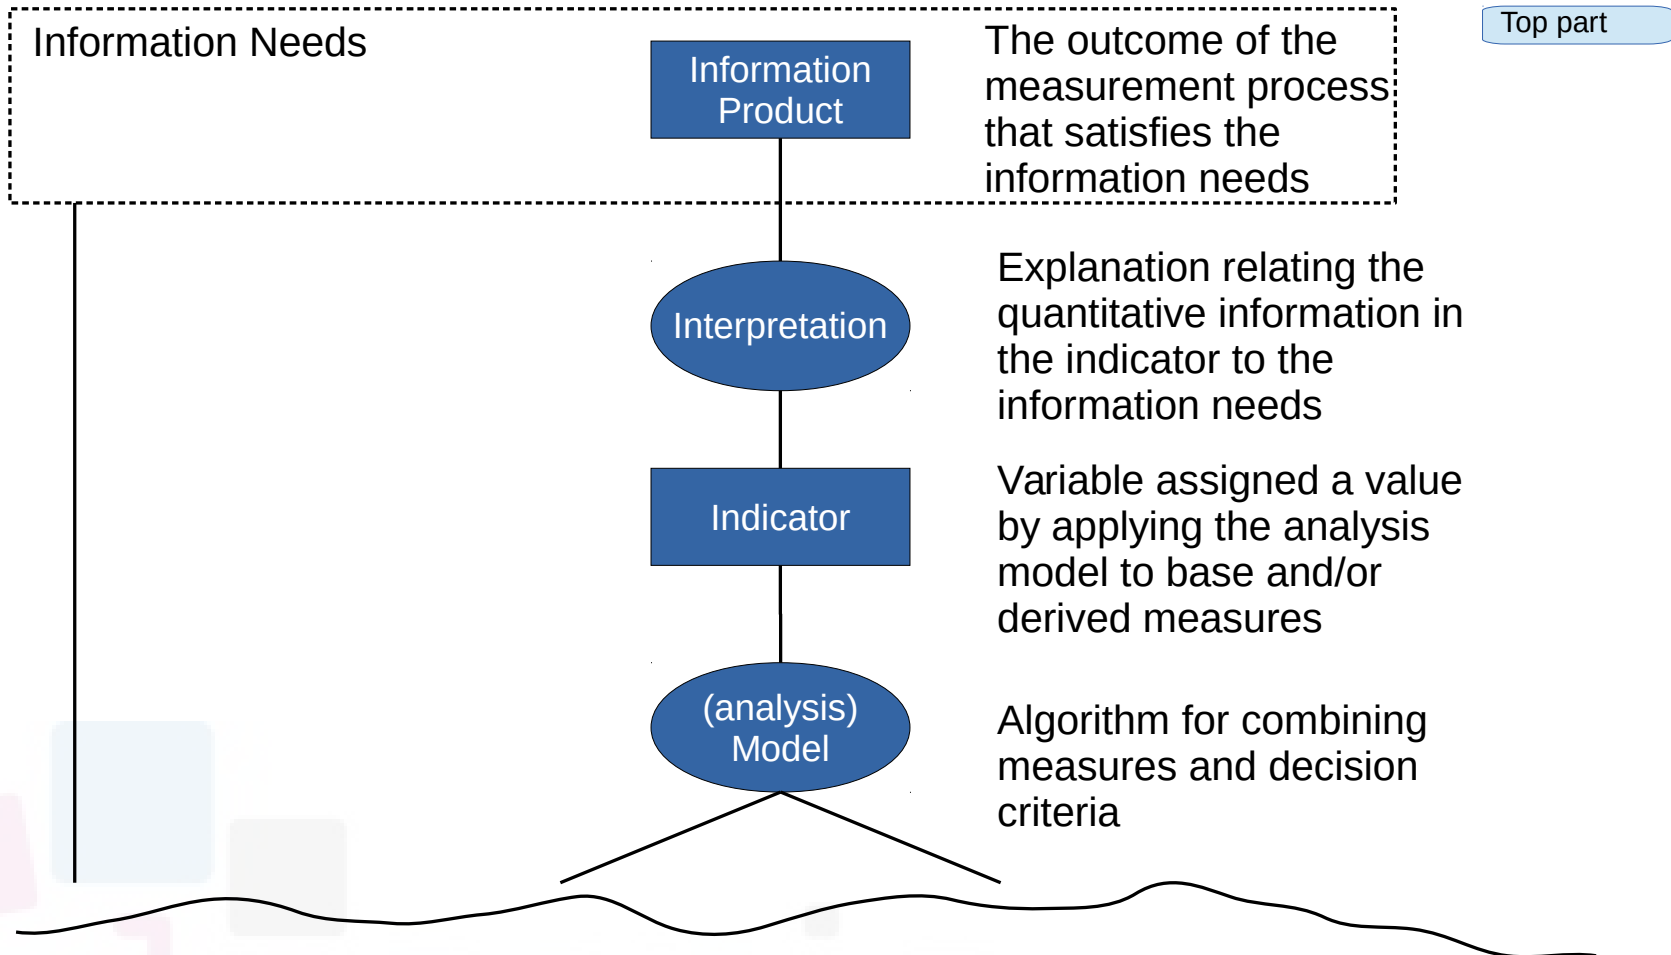 Information Needs
Information
Product
The outcome of the
measurement process
that satisfies the
information needs
Top part
Interpretation
Explanation relating the
quantitative information in
the indicator to the
information needs
Indicator
Variable assigned a value
by applying the analysis
model to base and/or
derived measures
(analysis)
Model
Algorithm for combining
measures and decision
criteria